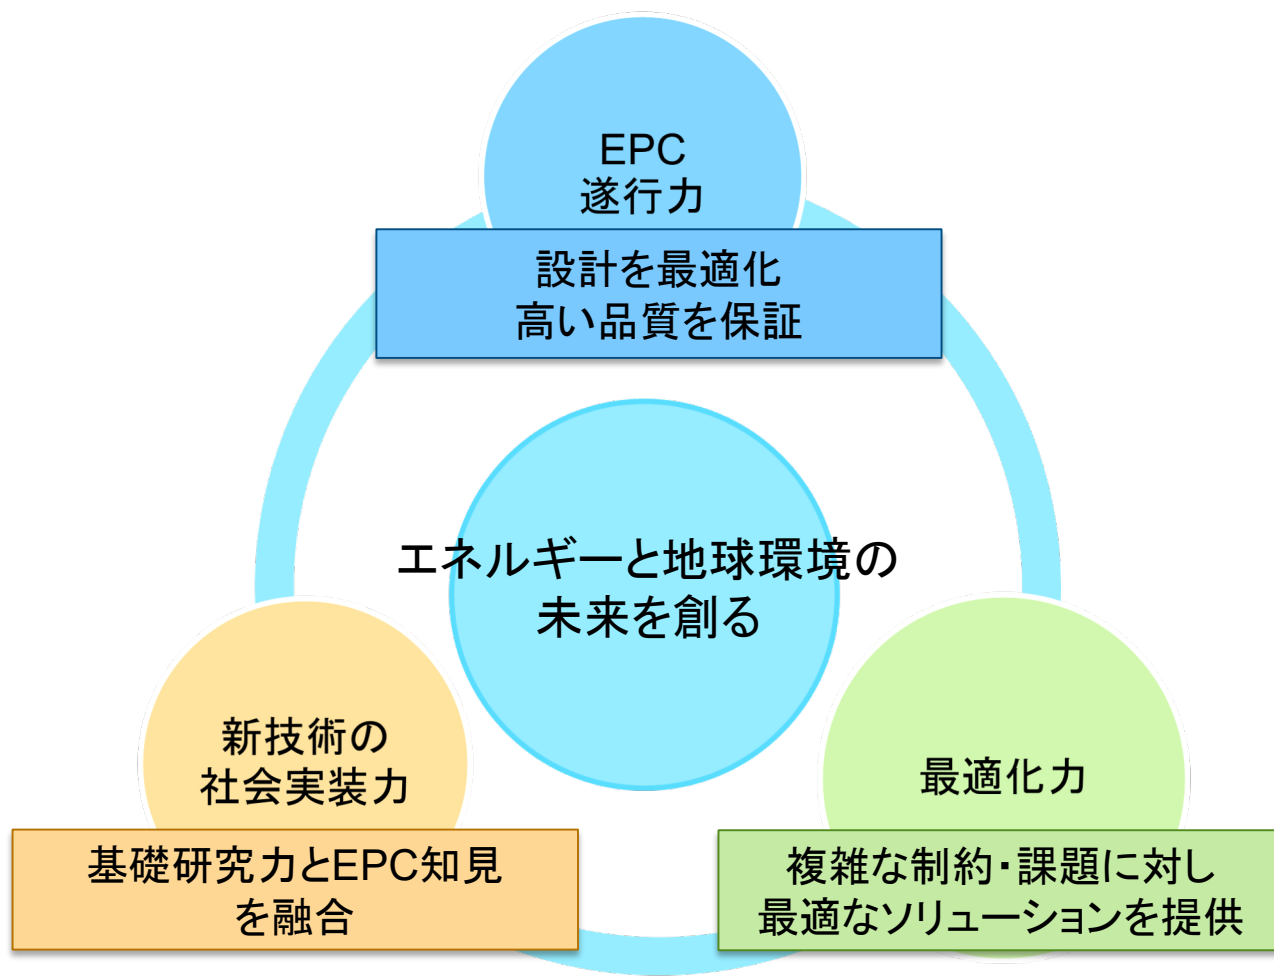 EPC
遂行力
設計を最適化
高い品質を保証
エネルギーと地球環境の
未来を創る
新技術の
社会実装力
基礎研究力とEPC知見
を融合
最適化力
複雑な制約・課題に対し
最適なソリューションを提供